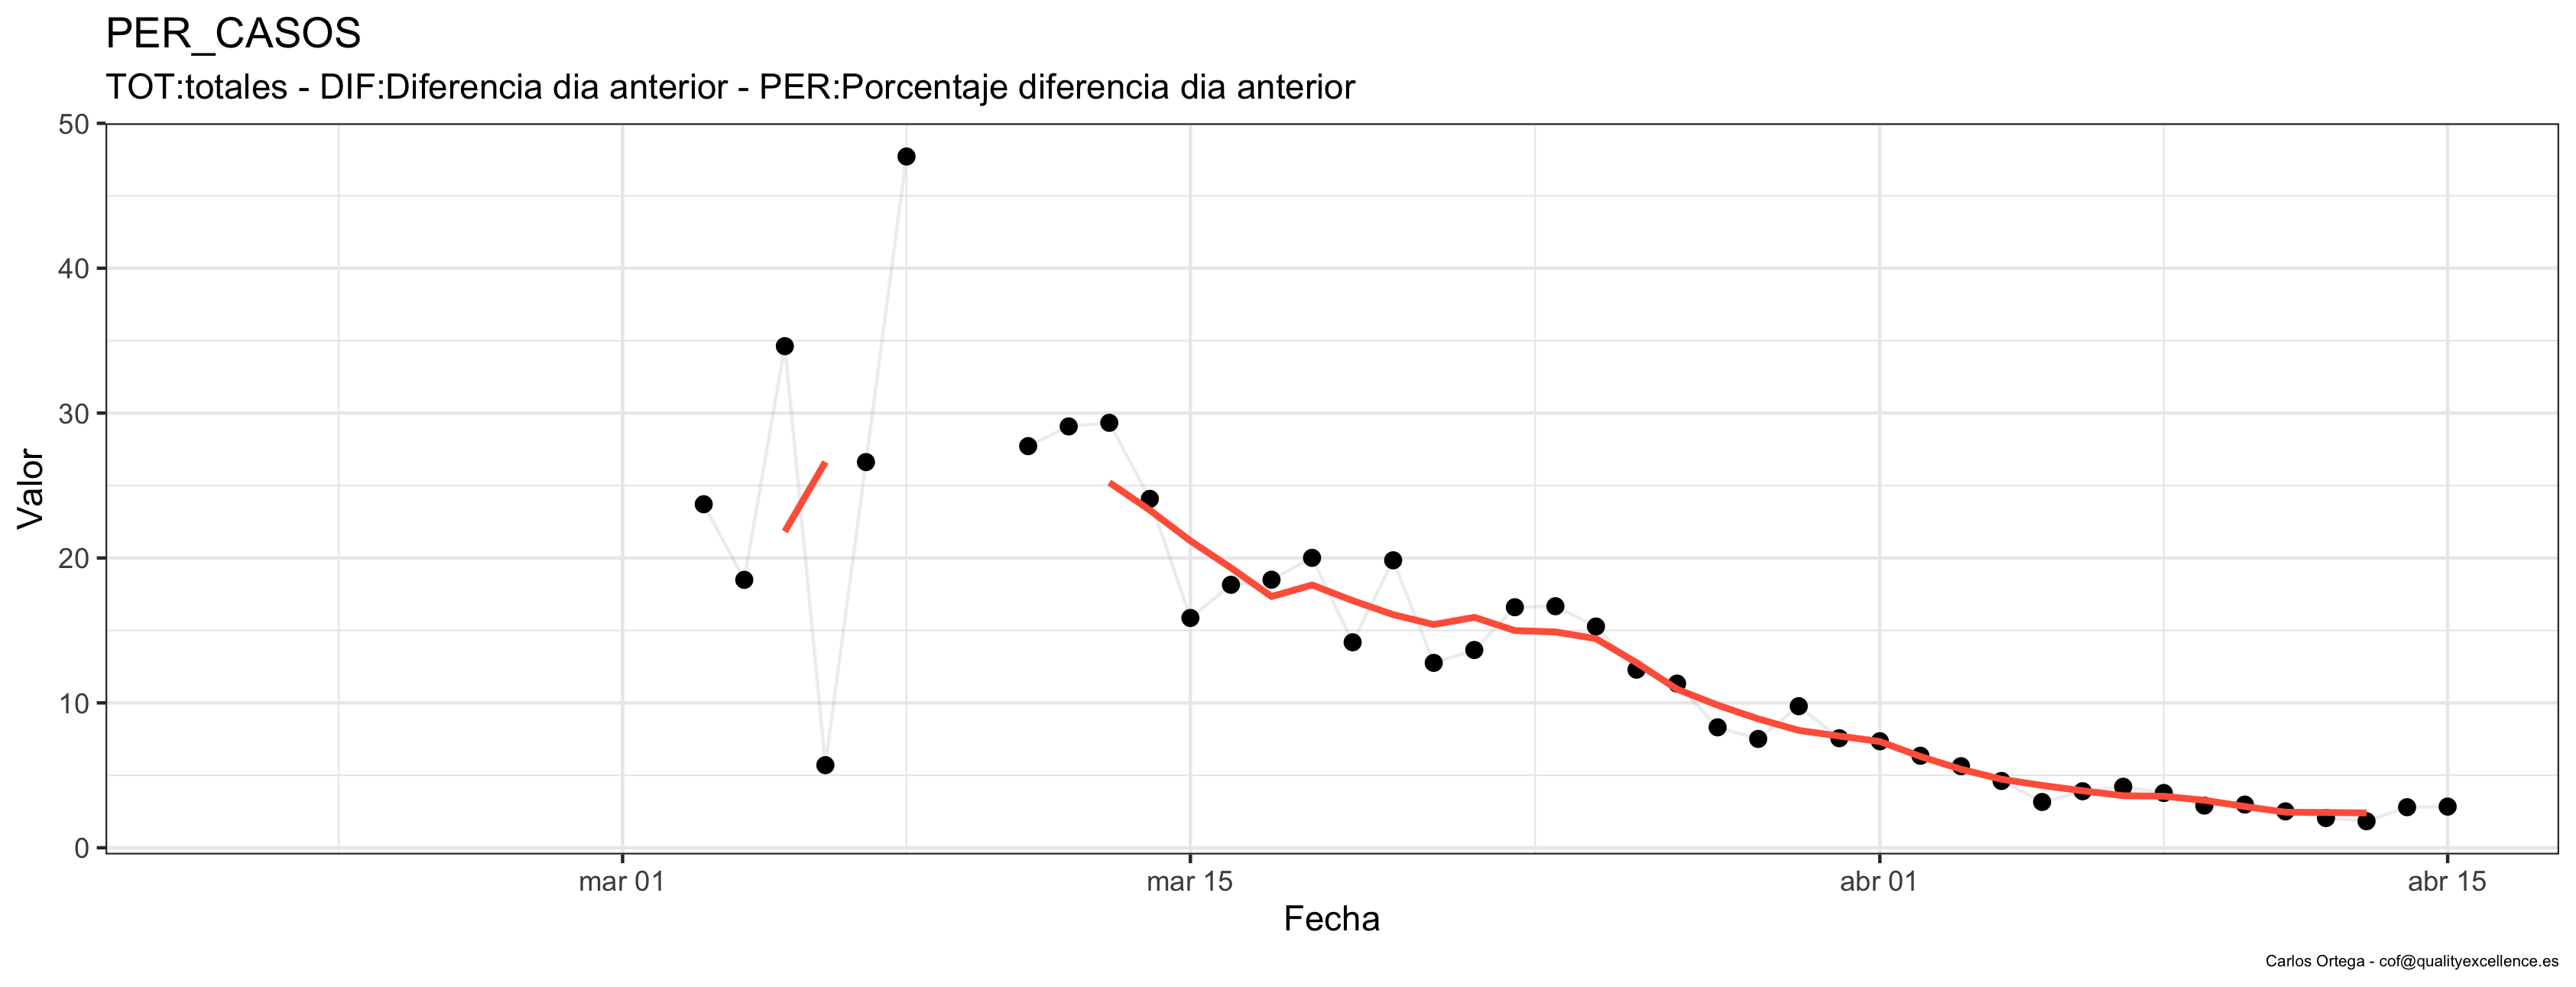 PER_CASOS
TOT:totales - DIF:Diferencia dia anterior - PER:Porcentaje diferencia dia anterior
50
40
30
20
10
0
Valor
mar 01
mar 15
abr 01
abr 15
Fecha
Carlos Ortega - cof@qualityexcellence.es